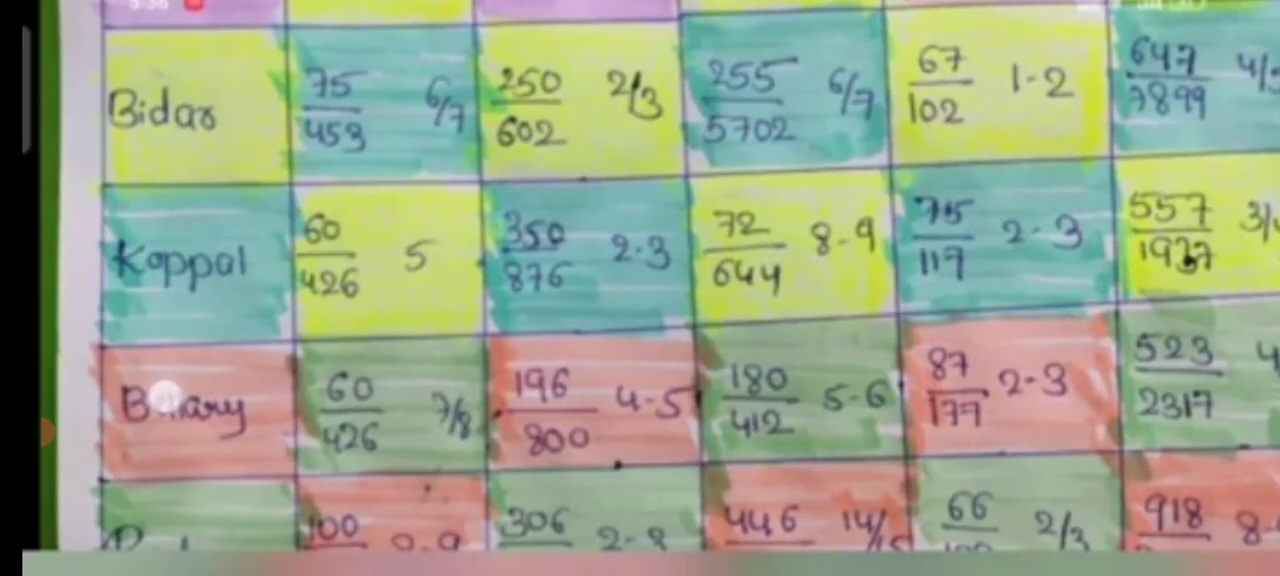 Bidar 75/453 6/7 250/602 2/3 255/5702 6/7 67/102 1-2 647/7899
Koppal 60/426 5 350/876 2-3 72/644 8-9 75/117 2-3 557
Bellary 60/426 7/8 196/800 4-5 180/412 5-6 87/177 2-3 523/2317
100 306 446 66 2/3 918